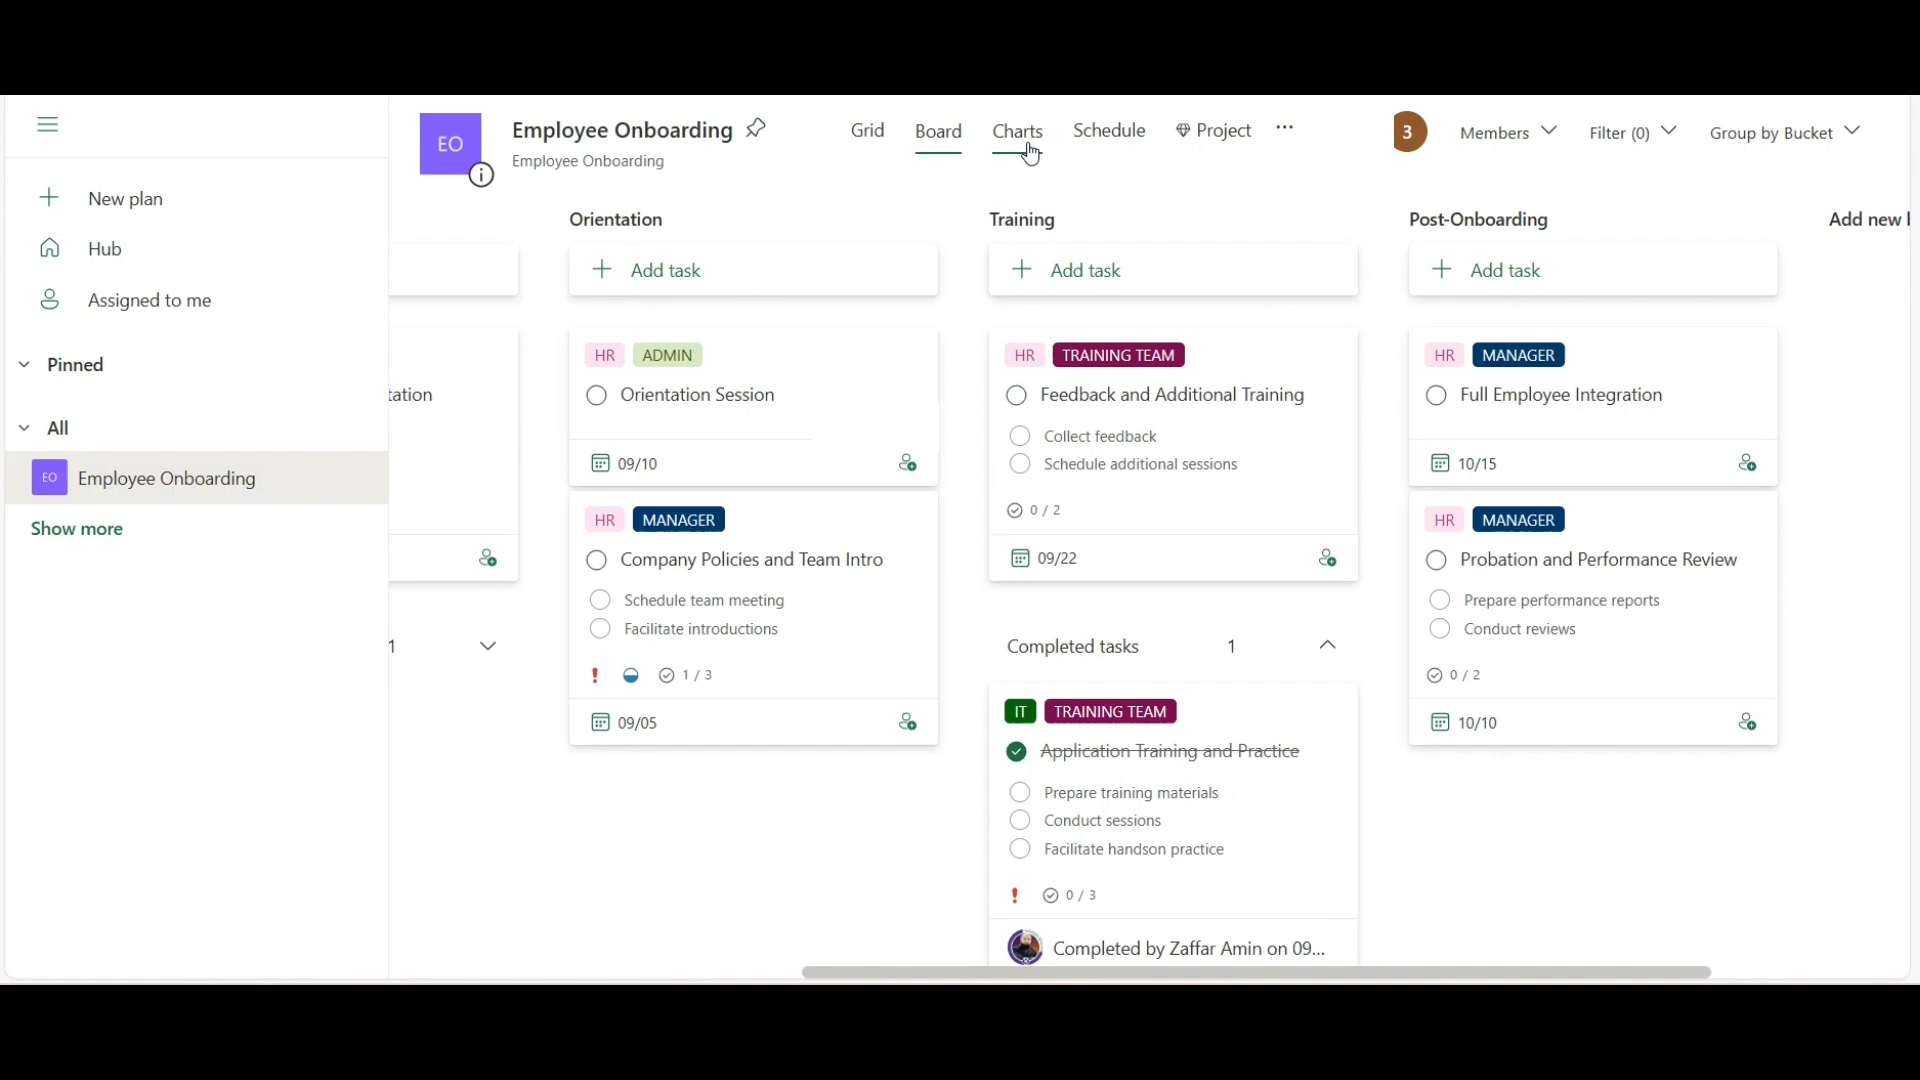 EO
Employee Onboarding
Employee Onboarding
Grid
Board
Charts
Schedule
Project
...
3
Members
Filter (0)
Group by Bucket
New plan
Hub
Assigned to me
Pinned
All
EO
Employee Onboarding
Show more
tation
1
Orientation
Add task
HR ADMIN
Orientation Session
09/10
HR MANAGER
Company Policies and Team Intro
Schedule team meeting
Facilitate introductions
1 / 3
09/05
Training
Add task
HR TRAINING TEAM
Feedback and Additional Training
Collect feedback
Schedule additional sessions
0 / 2
09/22
Completed tasks 1
IT TRAINING TEAM
Application Training and Practice
Prepare training materials
Conduct sessions
Facilitate handson practice
0 / 3
Completed by Zaffar Amin on 09...
Post-Onboarding
Add task
HR MANAGER
Full Employee Integration
10/15
HR MANAGER
Probation and Performance Review
Prepare performance reports
Conduct reviews
0 / 2
10/10
Add new